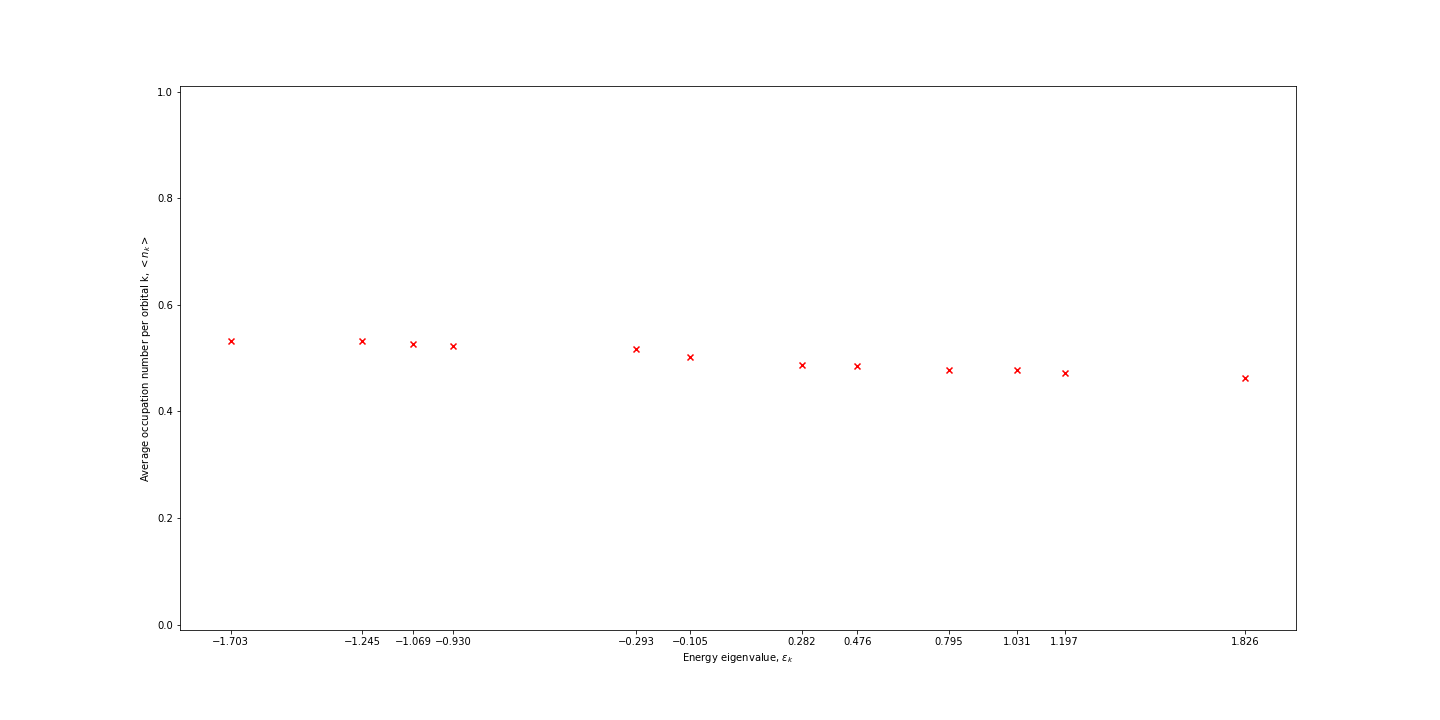 1.0
0.8
0.6
0.4
0.2
0.0
Average occupation number per orbital k, < n_k >
−1.703 −1.245 −1.069 −0.930 −0.293 −0.105 0.282 0.476 0.795 1.031 1.197 1.826
Energy eigenvalue, ε_k